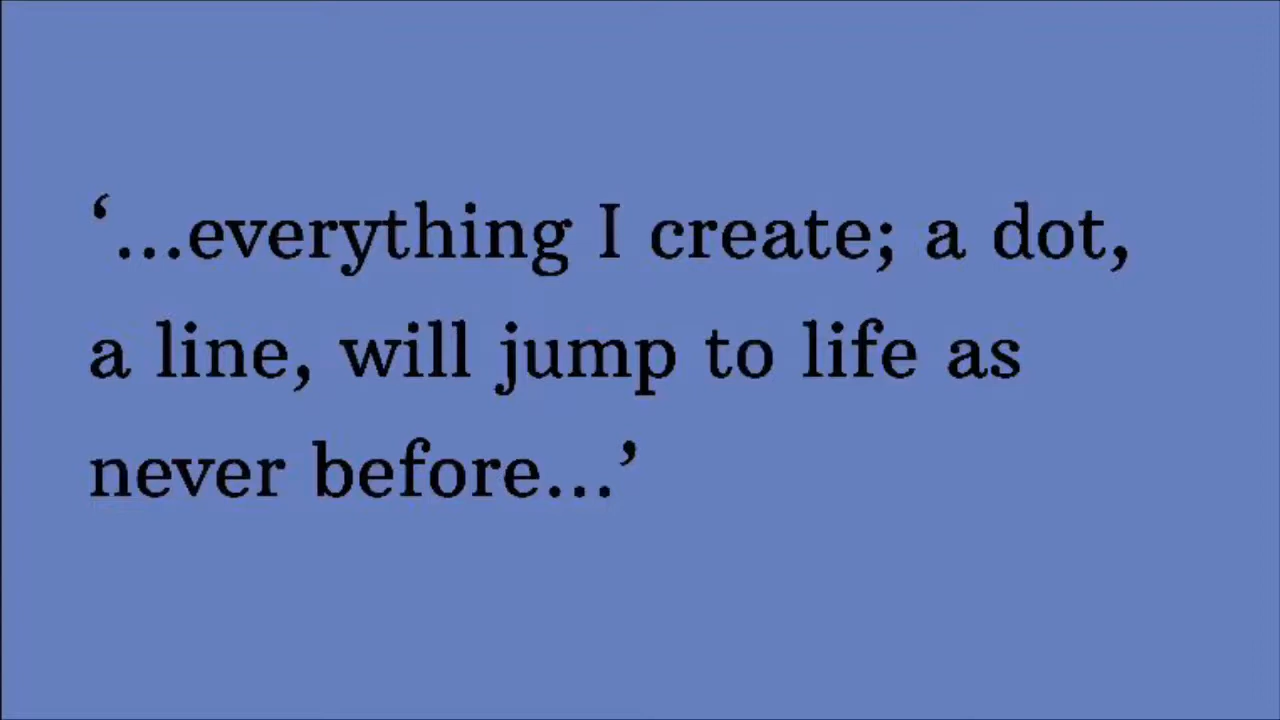 ‘...everything I create; a dot,
a line, will jump to life as
never before...’